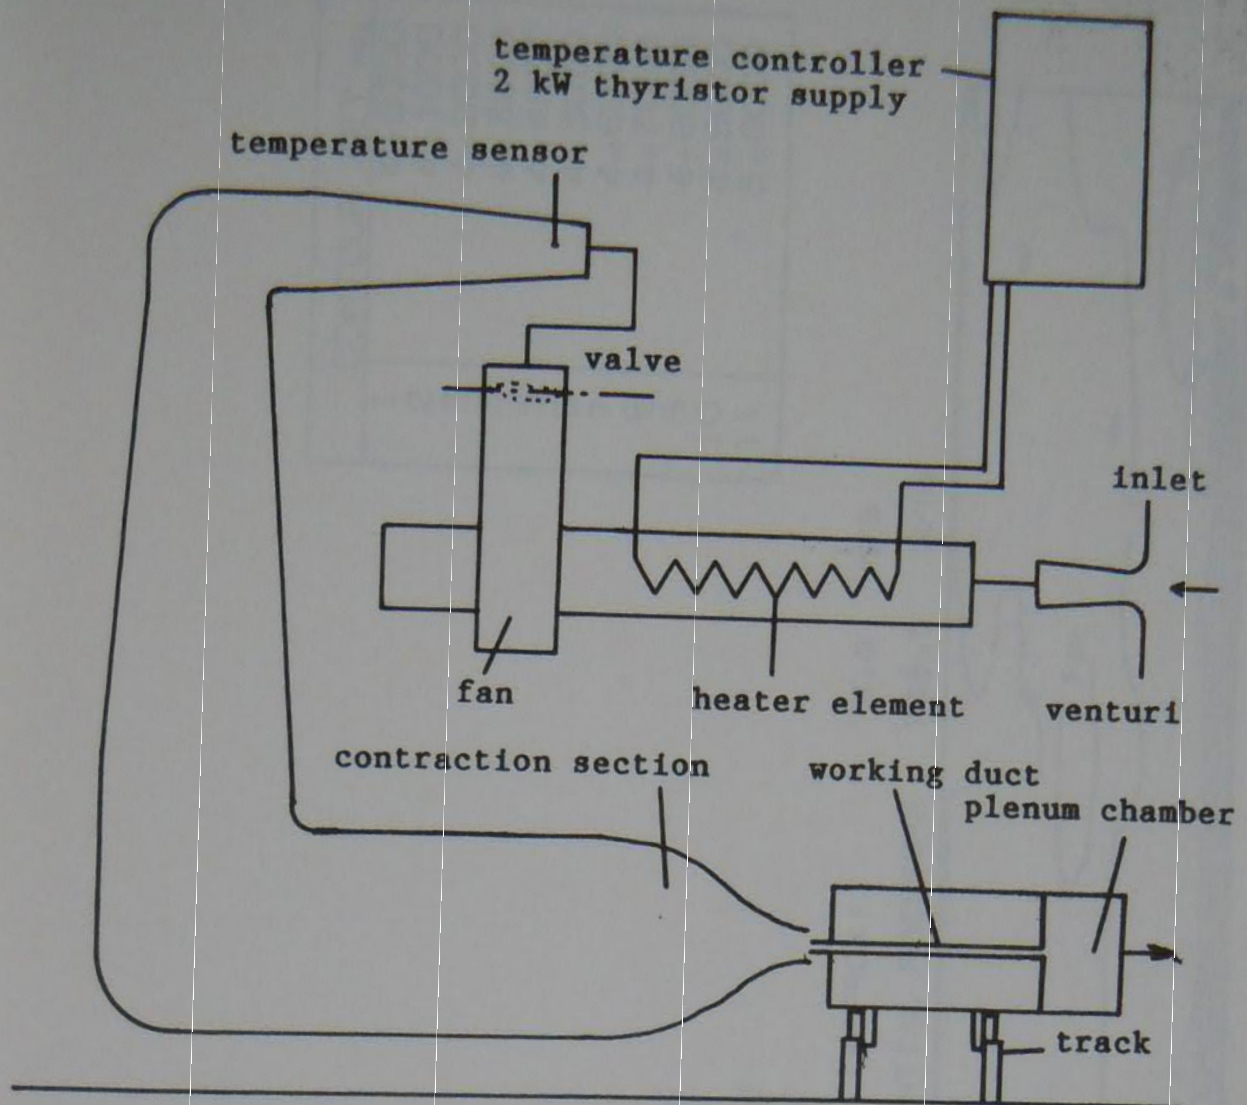 temperature controller
2 kW thyristor supply
temperature sensor
valve
inlet
fan
heater element
venturi
contraction section
working duct
plenum chamber
track